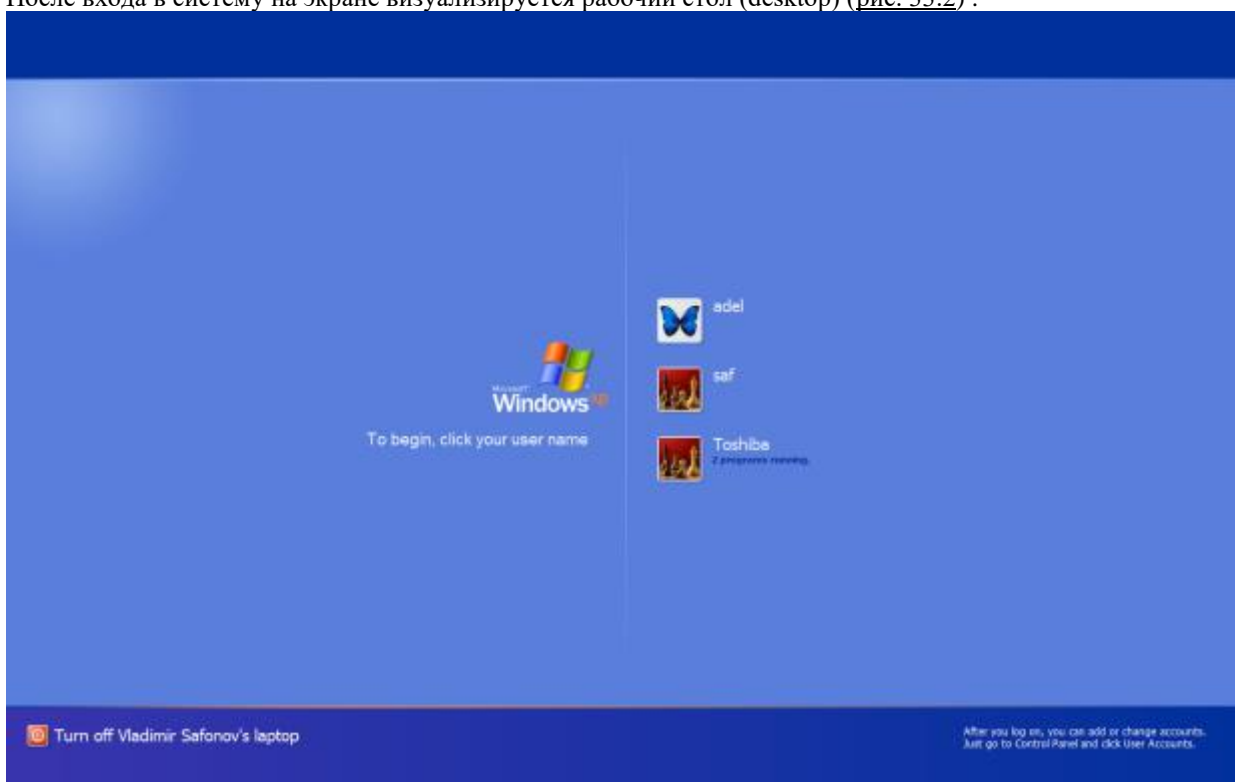 После входа в систему на экране визуализируется рабочий стол (desktop) (рис. 33.2) .
adel
saf
Microsoft
Windows xp
To begin, click your user name
Toshiba
2 programs running.
Turn off Vladimir Safonov's laptop
After you log on, you can add or change accounts.
Just go to Control Panel and click User Accounts.